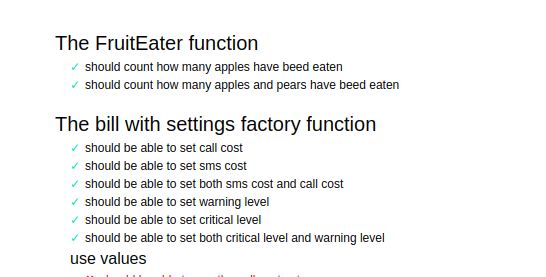 The FruitEater function
✓ should count how many apples have beed eaten
✓ should count how many apples and pears have beed eaten
The bill with settings factory function
✓ should be able to set call cost
✓ should be able to set sms cost
✓ should be able to set both sms cost and call cost
✓ should be able to set warning level
✓ should be able to set critical level
✓ should be able to set both critical level and warning level
use values